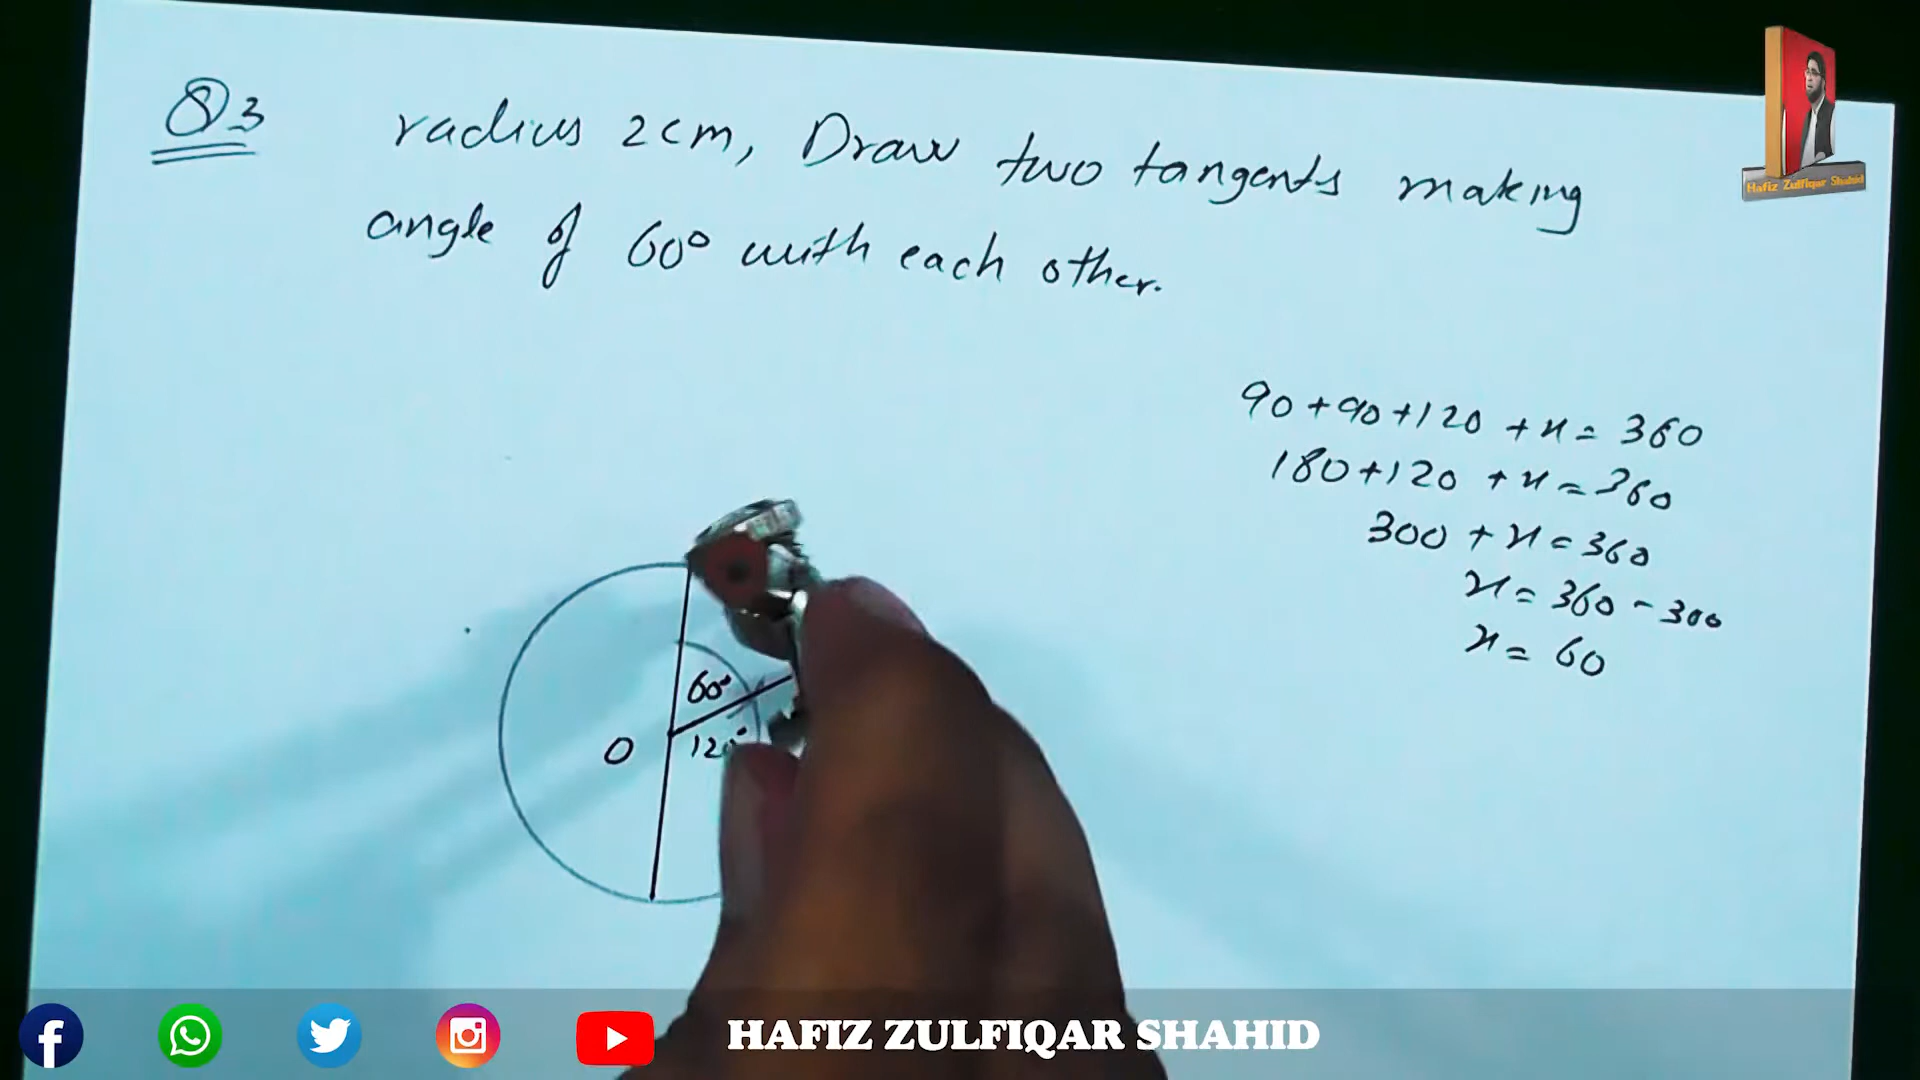 Q3 radius 2cm, Draw two tangents making
angle of 60° with each other.
90+90+120 +x= 360
180+120 +x=360
300 + x=360
x= 360 - 300
x= 60
60°
O 120°
Hafiz Zulfiqar Shahid
HAFIZ ZULFIQAR SHAHID